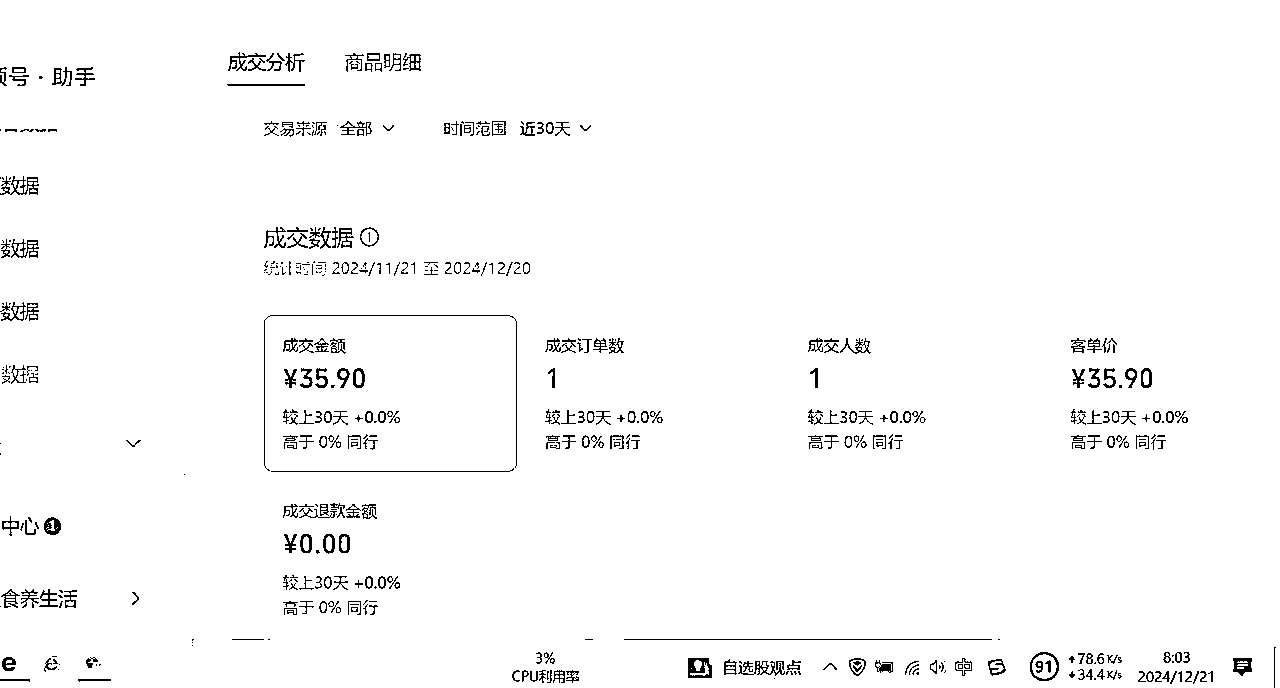 成交分析 商品明细
号·助手
交易来源 全部 时间范围 近30天
数据
数据
数据
数据
中心 1
食养生活
成交数据
统计时间 2024/11/21 至 2024/12/20
成交金额 成交订单数 成交人数 客单价
¥35.90 1 1 ¥35.90
较上30天 +0.0% 较上30天 +0.0% 较上30天 +0.0% 较上30天 +0.0%
高于 0% 同行 高于 0% 同行 高于 0% 同行 高于 0% 同行
成交退款金额
¥0.00
较上30天 +0.0%
高于 0% 同行
3%
CPU利用率
自选股观点
中
91
↑78.6 K/s
↓34.4 K/s
8:03
2024/12/21